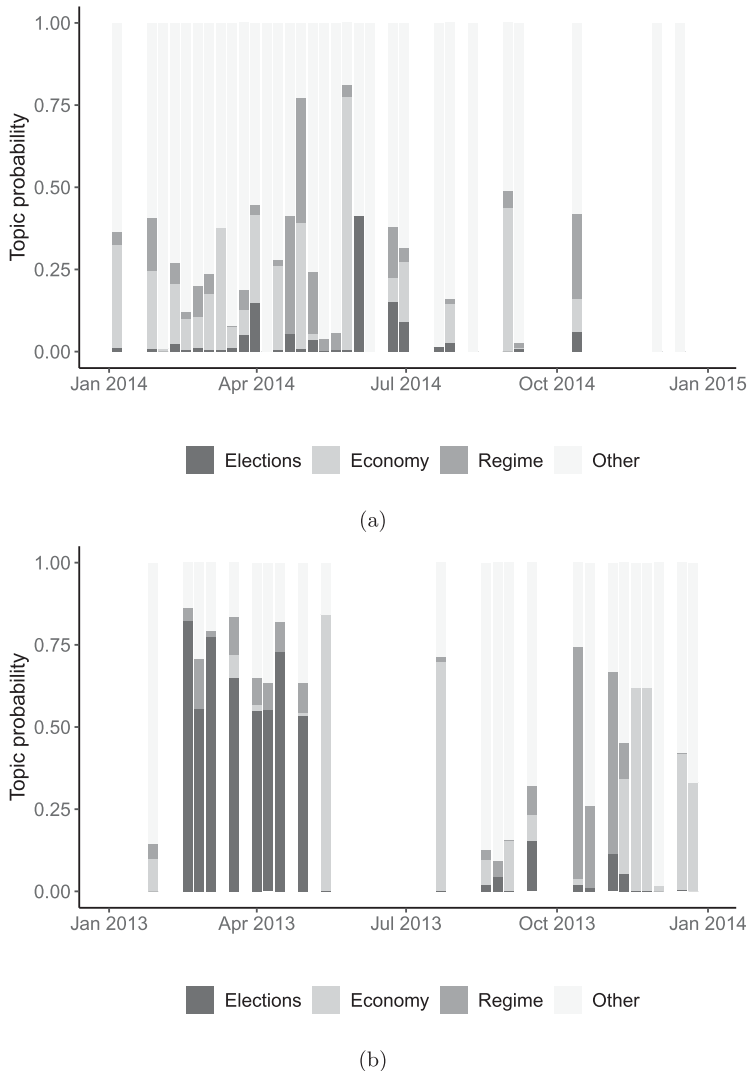 1.00
0.75
0.50
0.25
0.00
Topic probability
Jan 2014 Apr 2014 Jul 2014 Oct 2014 Jan 2015
Elections Economy Regime Other
(a)
1.00
0.75
0.50
0.25
0.00
Topic probability
Jan 2013 Apr 2013 Jul 2013 Oct 2013 Jan 2014
Elections Economy Regime Other
(b)